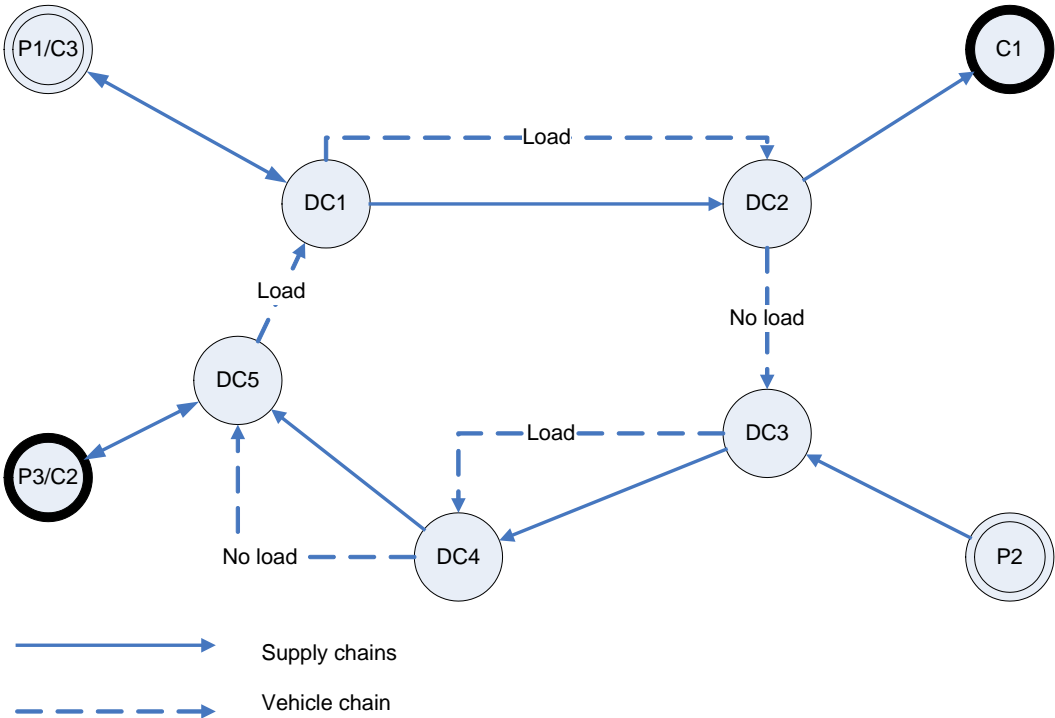 P1/C3
C1
Load
DC1
DC2
Load
No load
DC5
DC3
Load
P3/C2
No load
DC4
P2
Supply chains
Vehicle chain